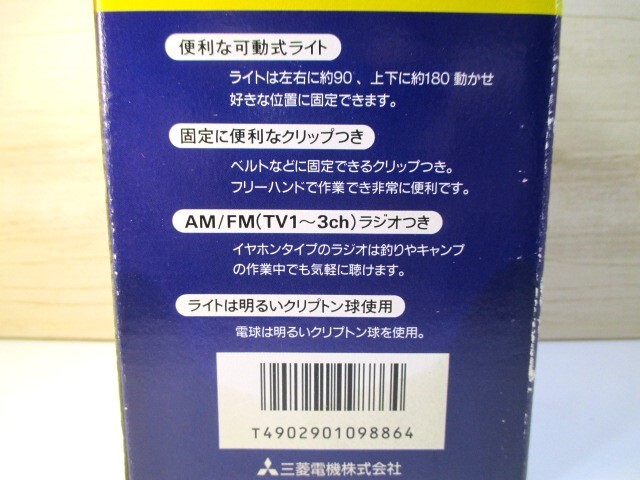 便利な可動式ライト
ライトは左右に約90 、上下に約180 動かせ
好きな位置に固定できます。
固定に便利なクリップつき
ベルトなどに固定できるクリップつき。
フリーハンドで作業でき非常に便利です。
AM/FM(TV1〜3ch)ラジオつき
イヤホンタイプのラジオは釣りやキャンプ
の作業中でも気軽に聴けます。
ライトは明るいクリプトン球使用
電球は明るいクリプトン球を使用。
T4902901098864
三菱電機株式会社